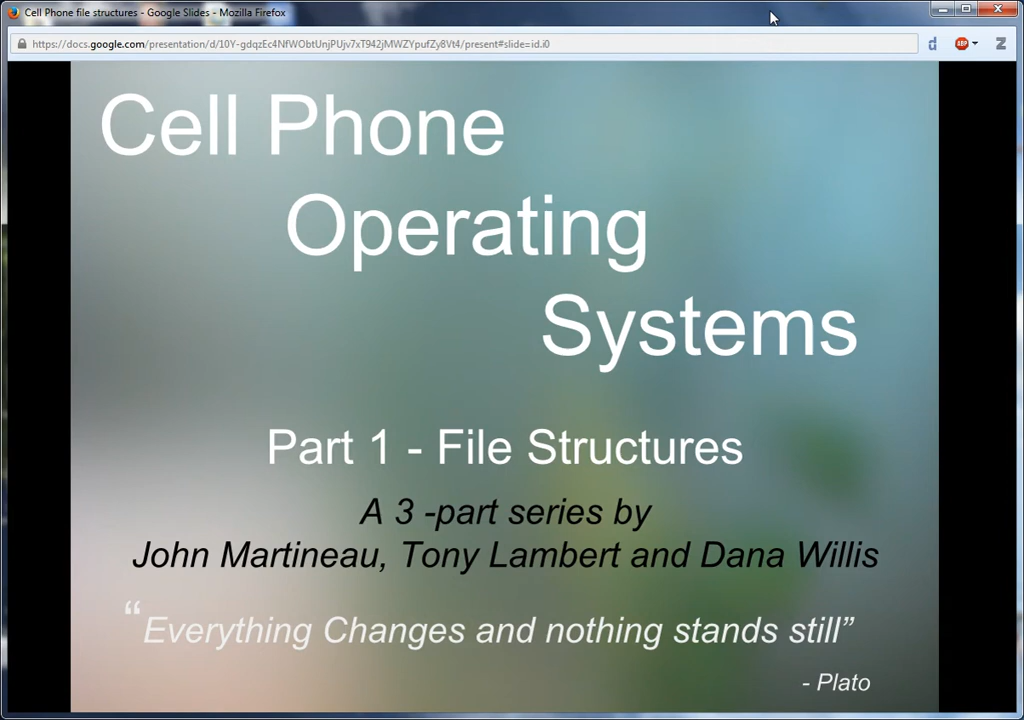 Cell Phone file structures - Google Slides - Mozilla Firefox
https://docs.google.com/presentation/d/10Y-gdqzEc4NfWObtUnjPUjv7xT942jMWZYpufZy8Vt4/present#slide=id.i0
d ABP Z
Cell Phone
Operating
Systems
Part 1 - File Structures
A 3 -part series by
John Martineau, Tony Lambert and Dana Willis
“Everything Changes and nothing stands still”
- Plato